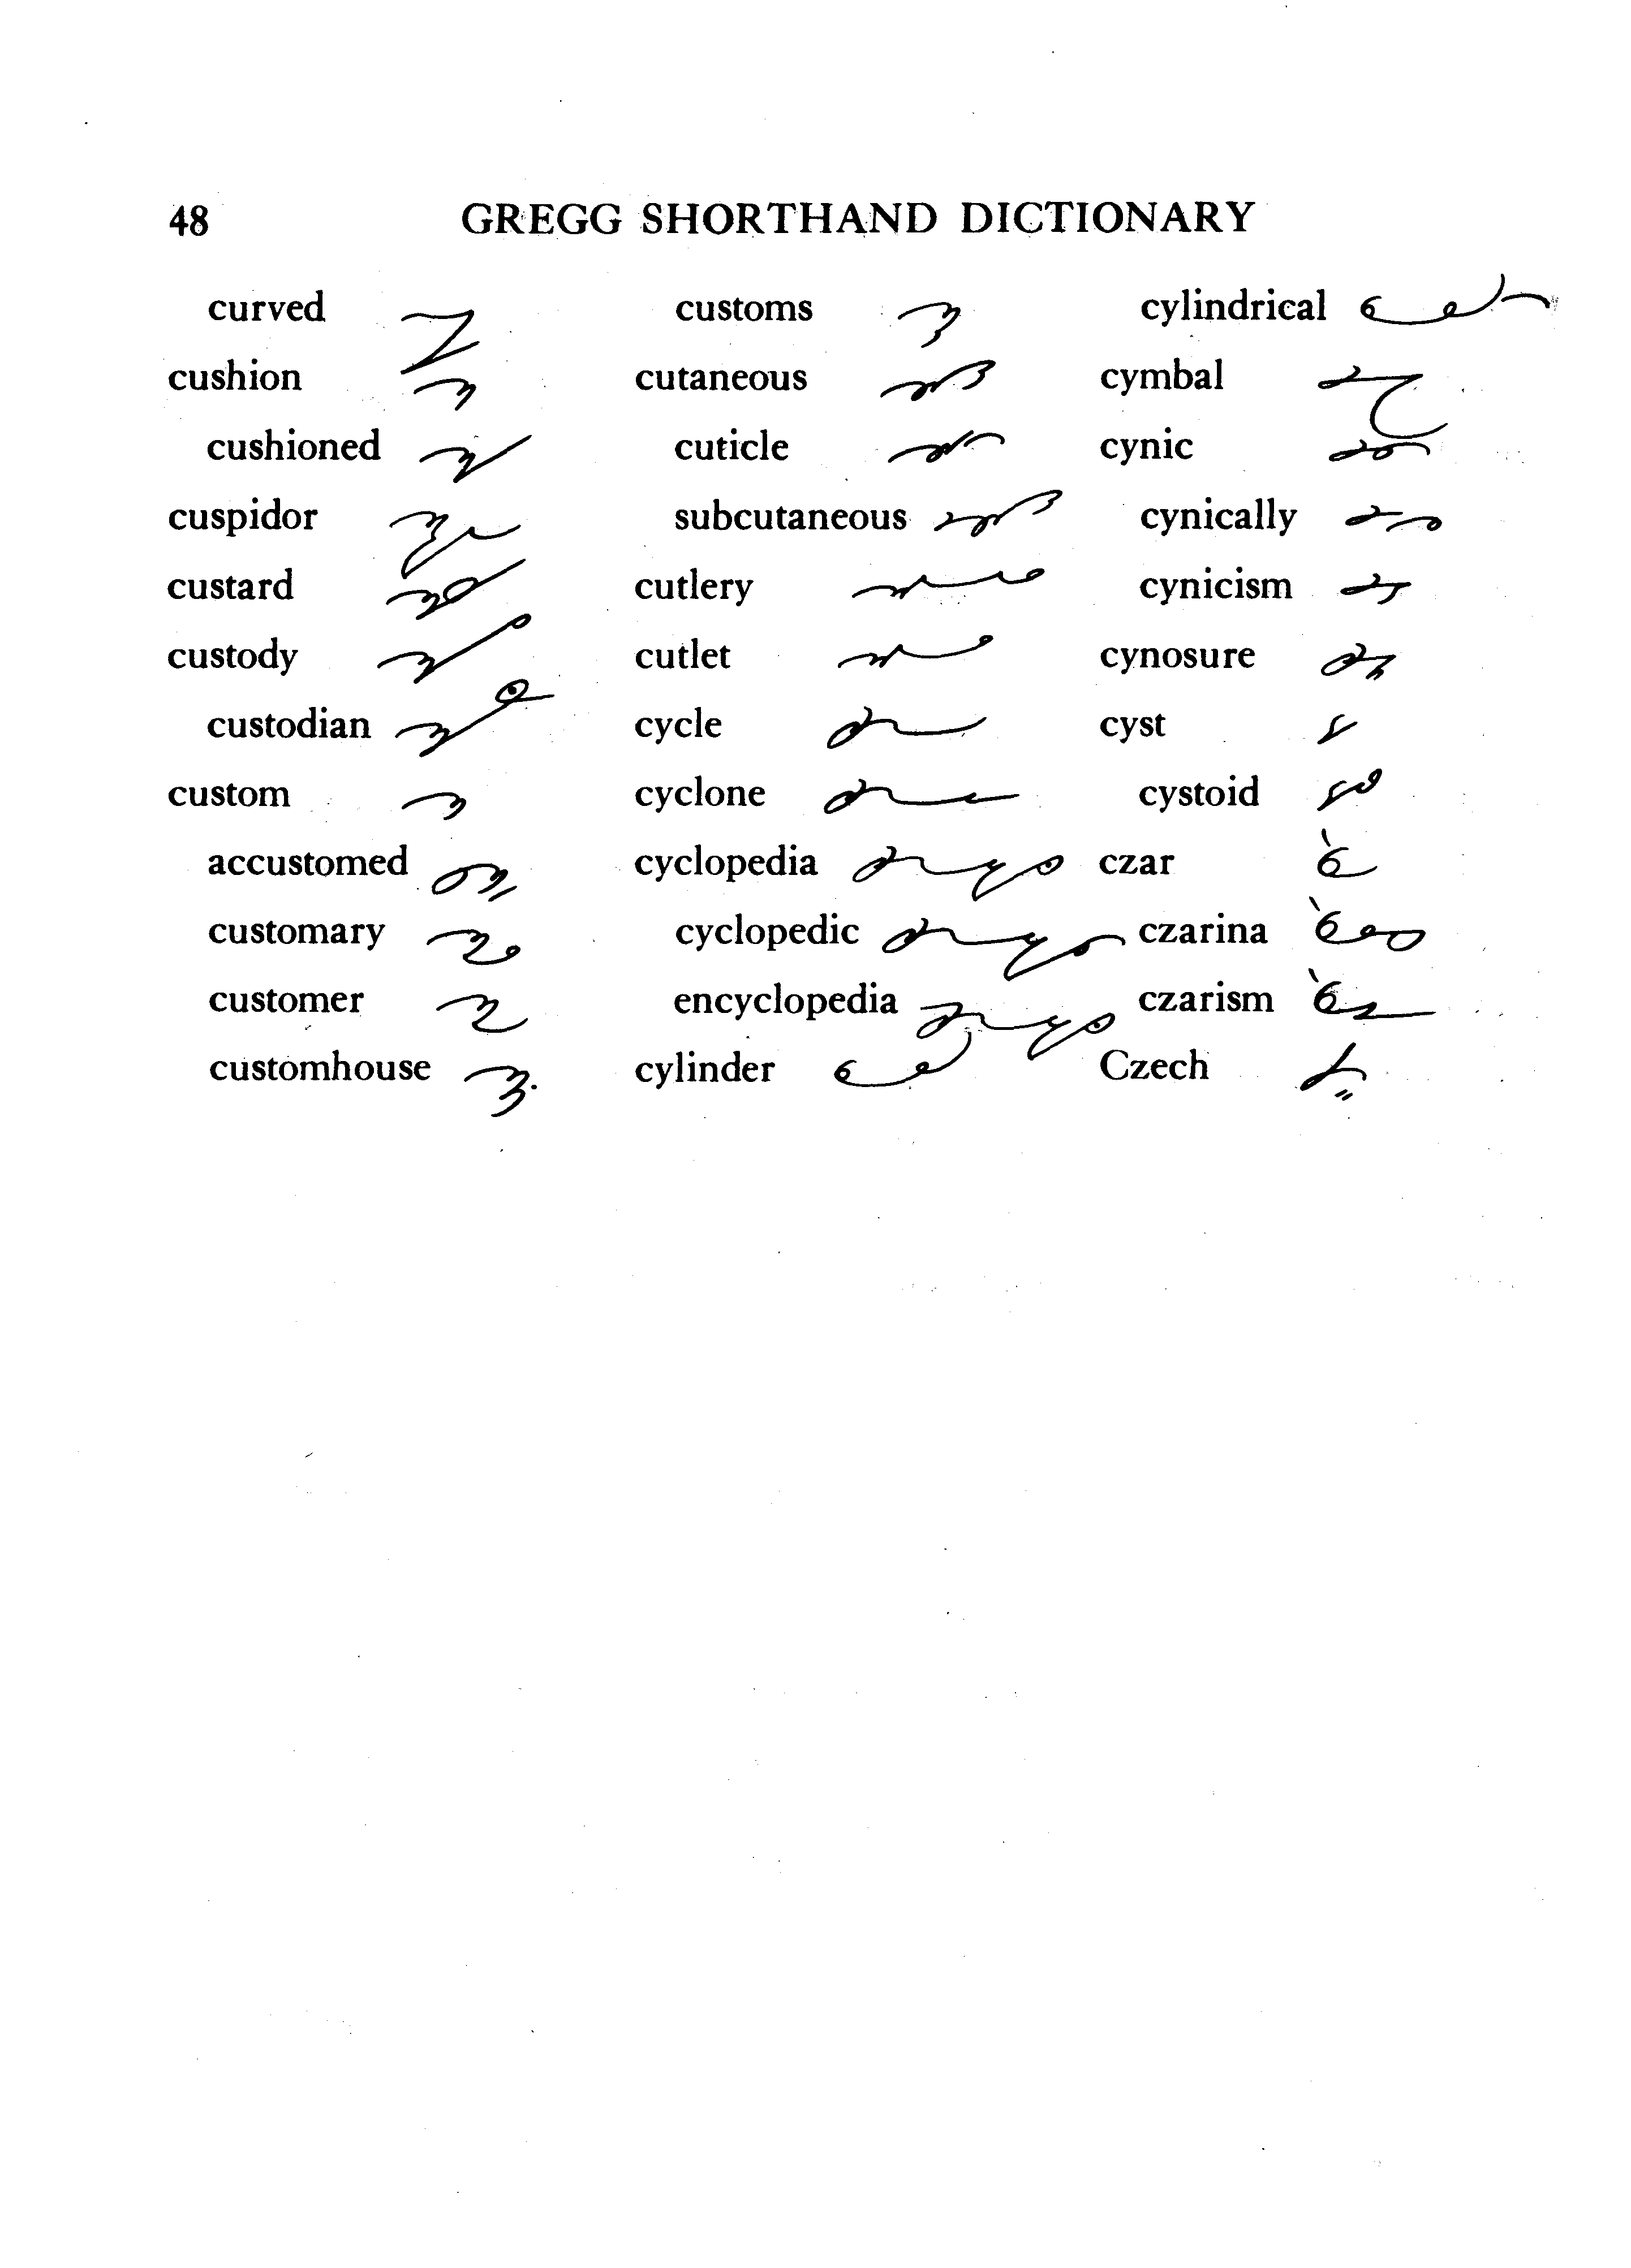 48 GREGG SHORTHAND DICTIONARY
curved
cushion
cushioned
cuspidor
custard
custody
custodian
custom
accustomed
customary
customer
customhouse
customs
cutaneous
cuticle
subcutaneous
cutlery
cutlet
cycle
cyclone
cyclopedia
cyclopedic
encyclopedia
cylinder
cylindrical
cymbal
cynic
cynically
cynicism
cynosure
cyst
cystoid
czar
czarina
czarism
Czech